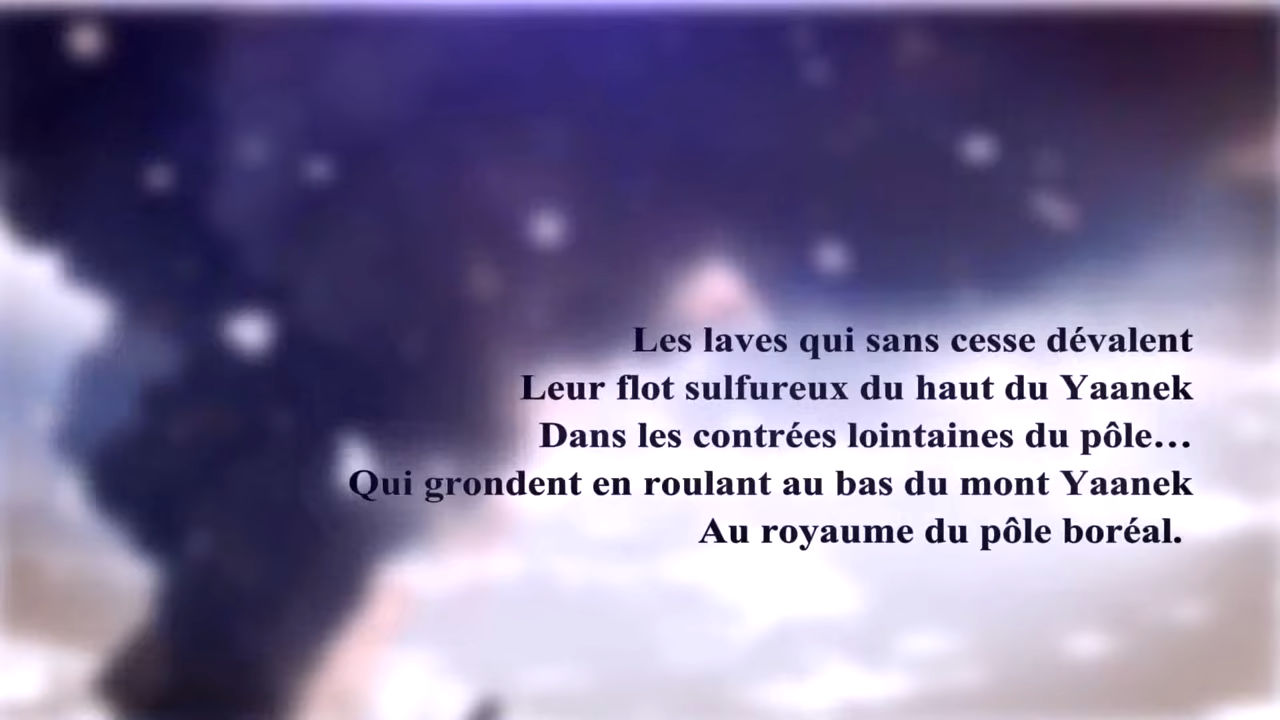 Les laves qui sans cesse dévalent
Leur flot sulfureux du haut du Yaanek
Dans les contrées lointaines du pôle…
Qui grondent en roulant au bas du mont Yaanek
Au royaume du pôle boréal.